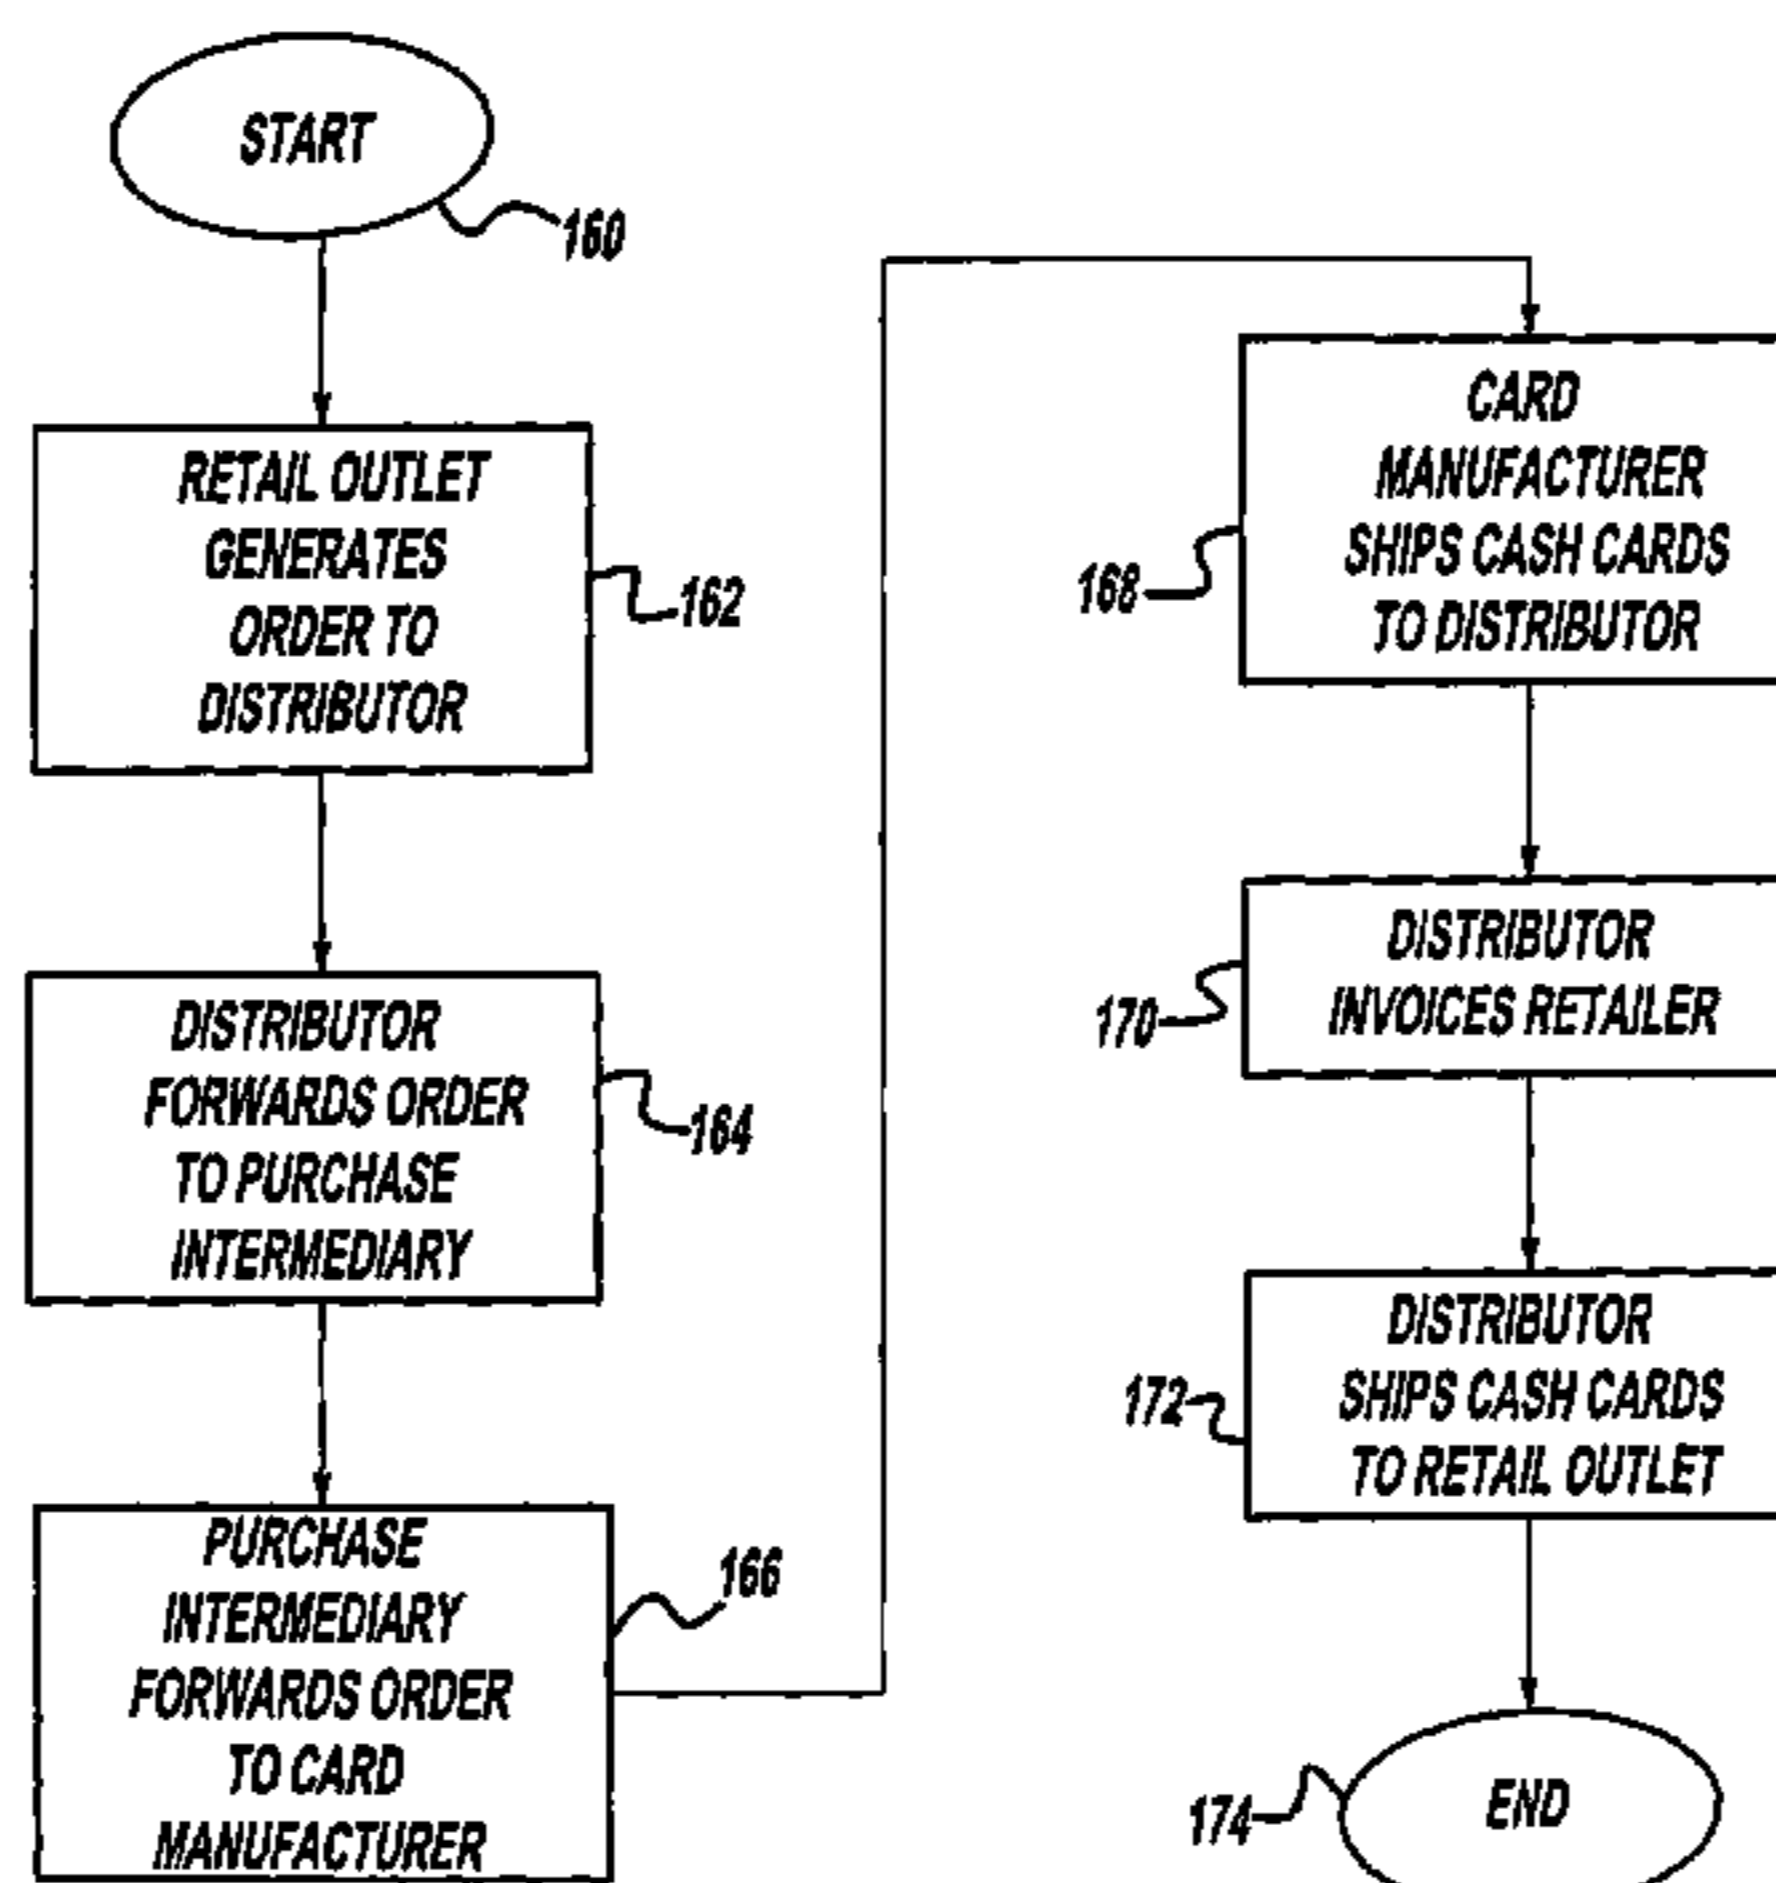 START
160
RETAIL OUTLET
GENERATES
ORDER TO
DISTRIBUTOR
162
DISTRIBUTOR
FORWARDS ORDER
TO PURCHASE
INTERMEDIARY
164
PURCHASE
INTERMEDIARY
FORWARDS ORDER
TO CARD
MANUFACTURER
166
CARD
MANUFACTURER
SHIPS CASH CARDS
TO DISTRIBUTOR
168
DISTRIBUTOR
INVOICES RETAILER
170
DISTRIBUTOR
SHIPS CASH CARDS
TO RETAIL OUTLET
172
END
174